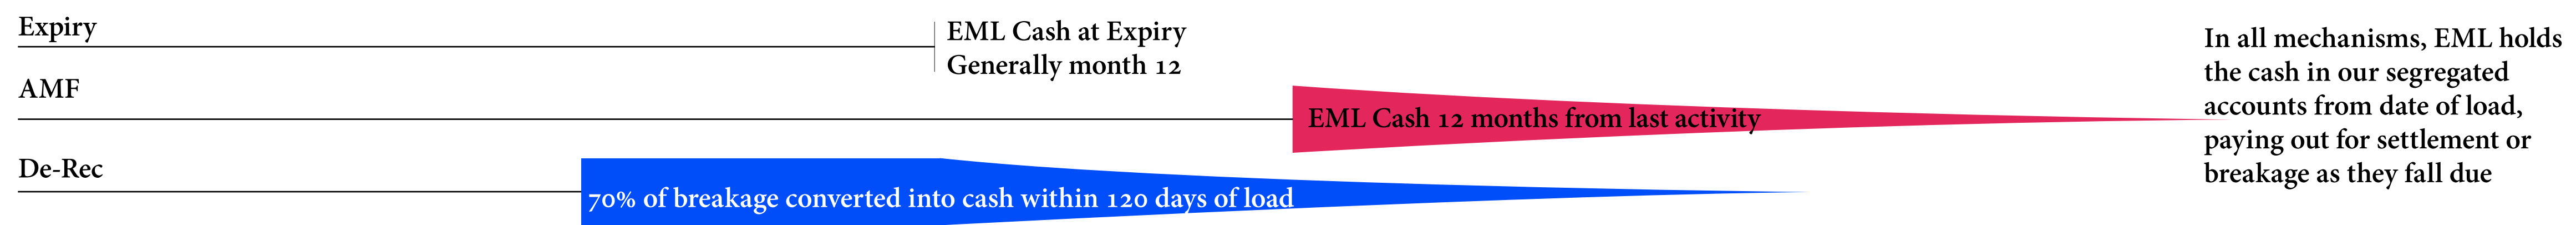 Expiry
EML Cash at Expiry
Generally month 12
AMF
EML Cash 12 months from last activity
De-Rec
70% of breakage converted into cash within 120 days of load
In all mechanisms, EML holds
the cash in our segregated
accounts from date of load,
paying out for settlement or
breakage as they fall due